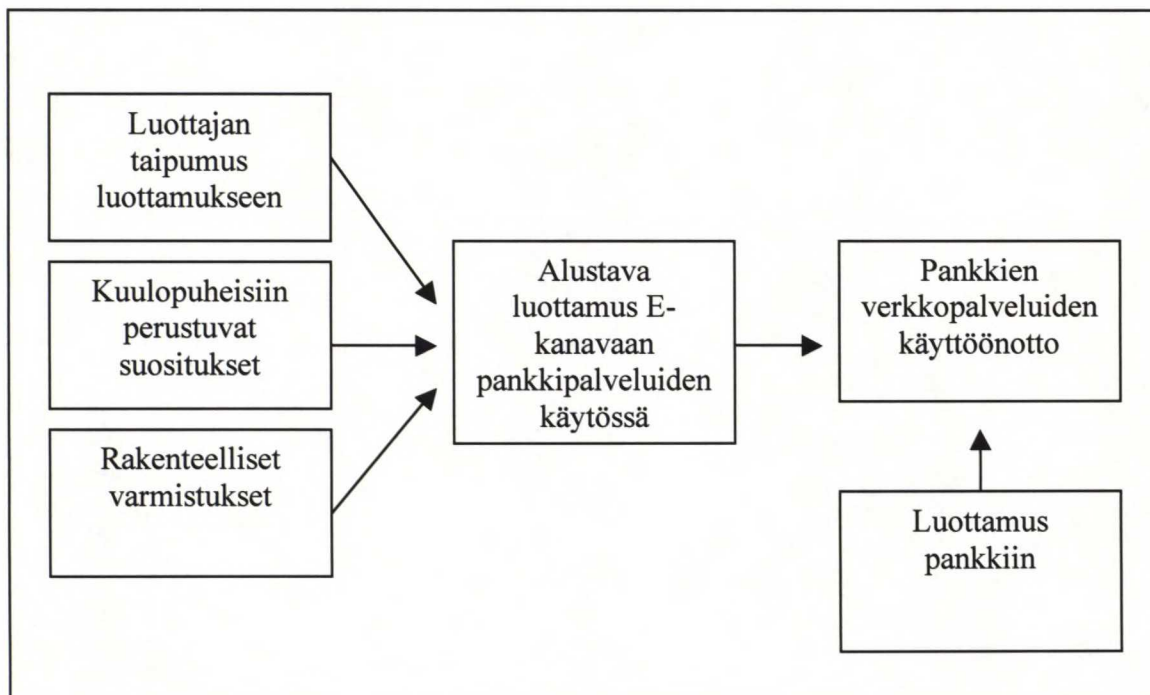 Luottajan
taipumus
luottamukseen
Kuulopuheisiin
perustuvat
suositukset
Rakenteelliset
varmistukset
Alustava
luottamus E-
kanavaan
pankkipalveluiden
käytössä
Pankkien
verkkopalveluiden
käyttöönotto
Luottamus
pankkiin